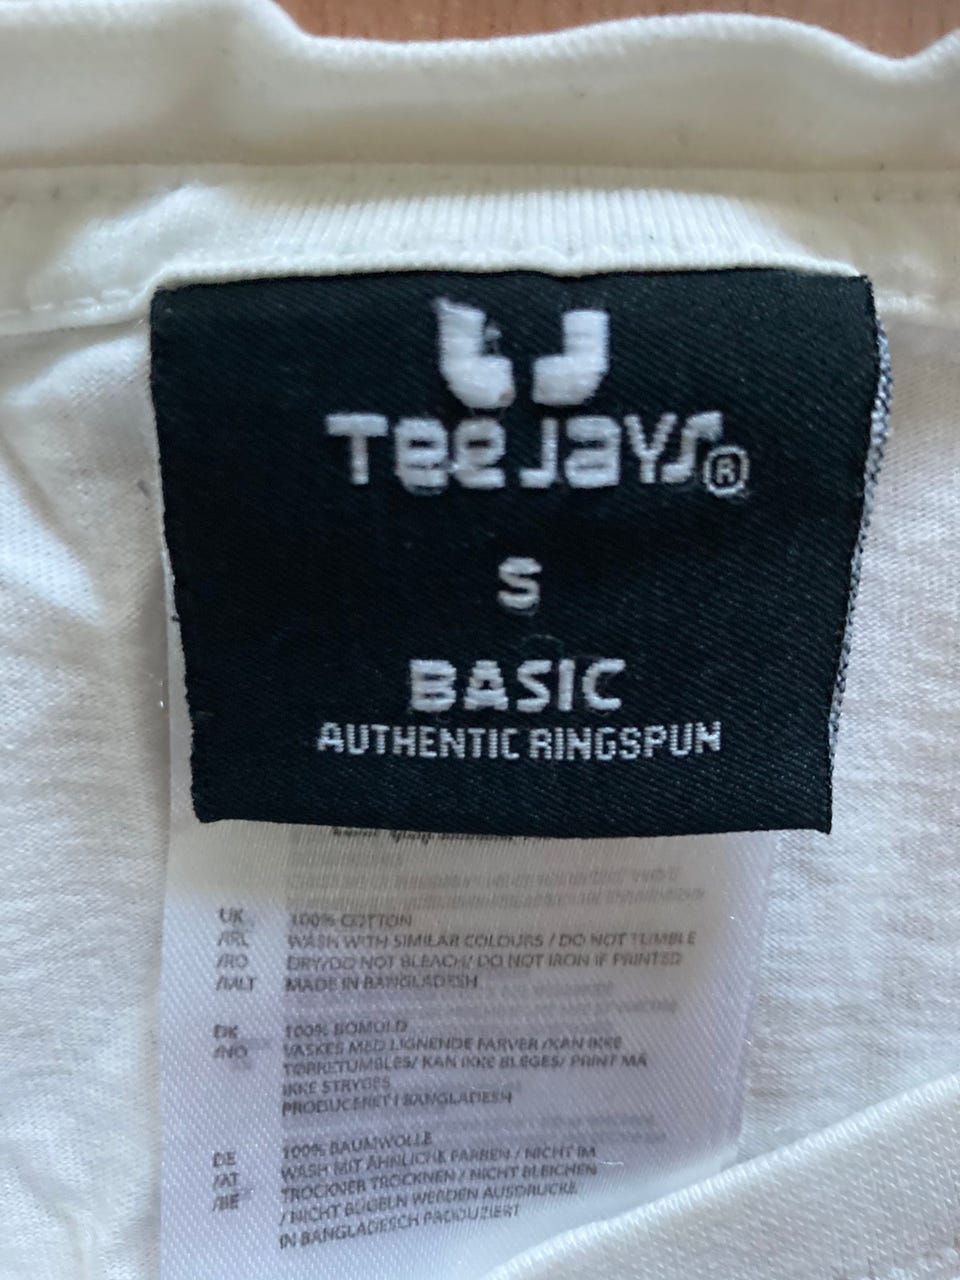 TEE JAYS®
S
BASIC
AUTHENTIC RINGSPUN
UK
/IRL
/RO
/MLT
100% COTTON
WASH WITH SIMILAR COLOURS / DO NOT TUMBLE
DRY/DO NOT BLEACH/ DO NOT IRON IF PRINTED
MADE IN BANGLADESH
DK
/NO
100% BOMULD
VASKES MED LIGNENDE FARVER /KAN IKKE
TØRRETUMBLES/ KAN IKKE BLEGES/ PRINT MÅ
IKKE STRYGES
PRODUCERET I BANGLADESH
DE
/AT
/BE
100% BAUMWOLLE
WASH MIT ÄHNLICHE FARBEN / NICHT IM
TROCKNER TROCKNEN / NICHT BLEICHEN
/ NICHT BÜGELN WERDEN AUSDRUCKE
IN BANGLADESCH PRODUZIERT